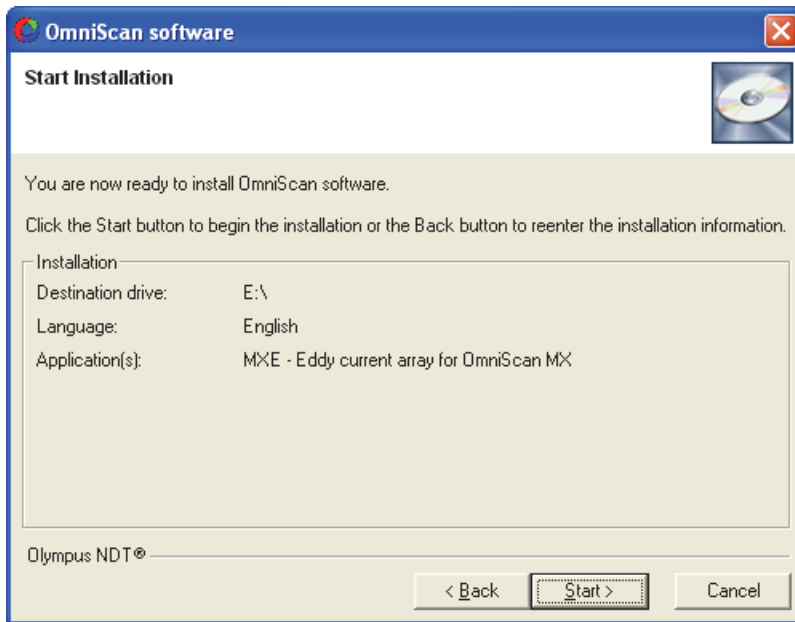 OmniScan software
Start Installation
You are now ready to install OmniScan software.
Click the Start button to begin the installation or the Back button to reenter the installation information.
Installation
Destination drive: E:\
Language: English
Application(s): MXE - Eddy current array for OmniScan MX
Olympus NDT®
< Back Start > Cancel